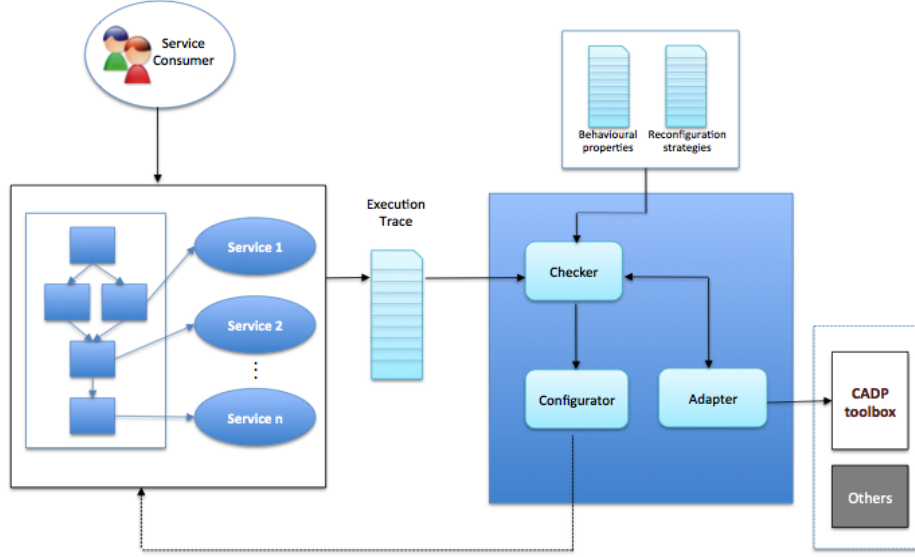 Service
Consumer
Behavioural
properties
Reconfiguration
strategies
Execution
Trace
Service 1
Service 2
Service n
Checker
Configurator
Adapter
CADP
toolbox
Others